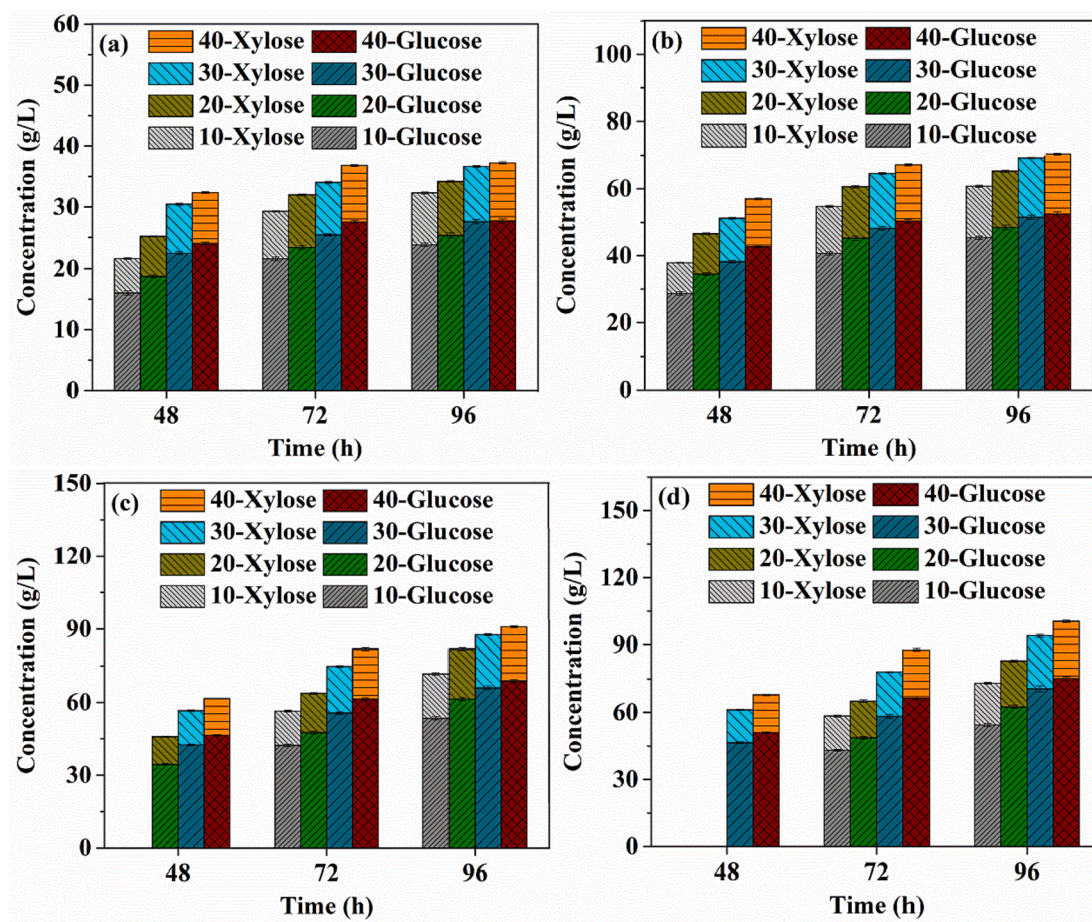 (a)
40-Xylose 40-Glucose
30-Xylose 30-Glucose
20-Xylose 20-Glucose
10-Xylose 10-Glucose
60
50
40
30
20
10
0
Concentration (g/L)
48 72 96
Time (h)
(b)
40-Xylose 40-Glucose
30-Xylose 30-Glucose
20-Xylose 20-Glucose
10-Xylose 10-Glucose
100
80
60
40
20
0
Concentration (g/L)
48 72 96
Time (h)
(c)
40-Xylose 40-Glucose
30-Xylose 30-Glucose
20-Xylose 20-Glucose
10-Xylose 10-Glucose
150
120
90
60
30
0
Concentration (g/L)
48 72 96
Time (h)
(d)
40-Xylose 40-Glucose
30-Xylose 30-Glucose
20-Xylose 20-Glucose
10-Xylose 10-Glucose
150
120
90
60
30
0
Concentration (g/L)
48 72 96
Time (h)